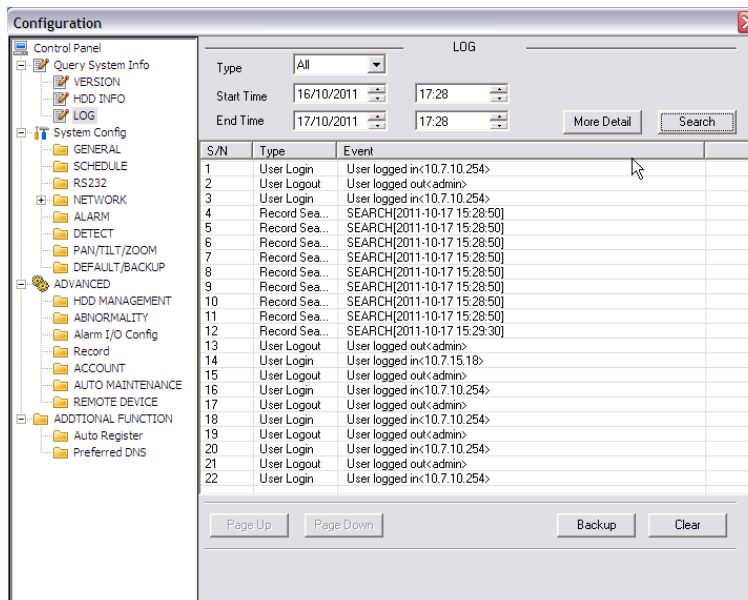 Configuration
Control Panel
Query System Info
VERSION
HDD INFO
LOG
System Config
GENERAL
SCHEDULE
RS232
NETWORK
ALARM
DETECT
PAN/TILT/ZOOM
DEFAULT/BACKUP
ADVANCED
HDD MANAGEMENT
ABNORMALITY
Alarm I/O Config
Record
ACCOUNT
AUTO MAINTENANCE
REMOTE DEVICE
ADDTIONAL FUNCTION
Auto Register
Preferred DNS
LOG
Type All
Start Time 16/10/2011 17:28
End Time 17/10/2011 17:28 More Detail Search
S/N Type Event
1 User Login User logged in<10.7.10.254>
2 User Logout User logged out<admin>
3 User Login User logged in<10.7.10.254>
4 Record Sea... SEARCH[2011-10-17 15:28:50]
5 Record Sea... SEARCH[2011-10-17 15:28:50]
6 Record Sea... SEARCH[2011-10-17 15:28:50]
7 Record Sea... SEARCH[2011-10-17 15:28:50]
8 Record Sea... SEARCH[2011-10-17 15:28:50]
9 Record Sea... SEARCH[2011-10-17 15:28:50]
10 Record Sea... SEARCH[2011-10-17 15:28:50]
11 Record Sea... SEARCH[2011-10-17 15:28:50]
12 Record Sea... SEARCH[2011-10-17 15:29:30]
13 User Logout User logged out<admin>
14 User Login User logged in<10.7.15.18>
15 User Logout User logged out<admin>
16 User Login User logged in<10.7.10.254>
17 User Logout User logged out<admin>
18 User Login User logged in<10.7.10.254>
19 User Logout User logged out<admin>
20 User Login User logged in<10.7.10.254>
21 User Logout User logged out<admin>
22 User Login User logged in<10.7.10.254>
Page Up Page Down Backup Clear